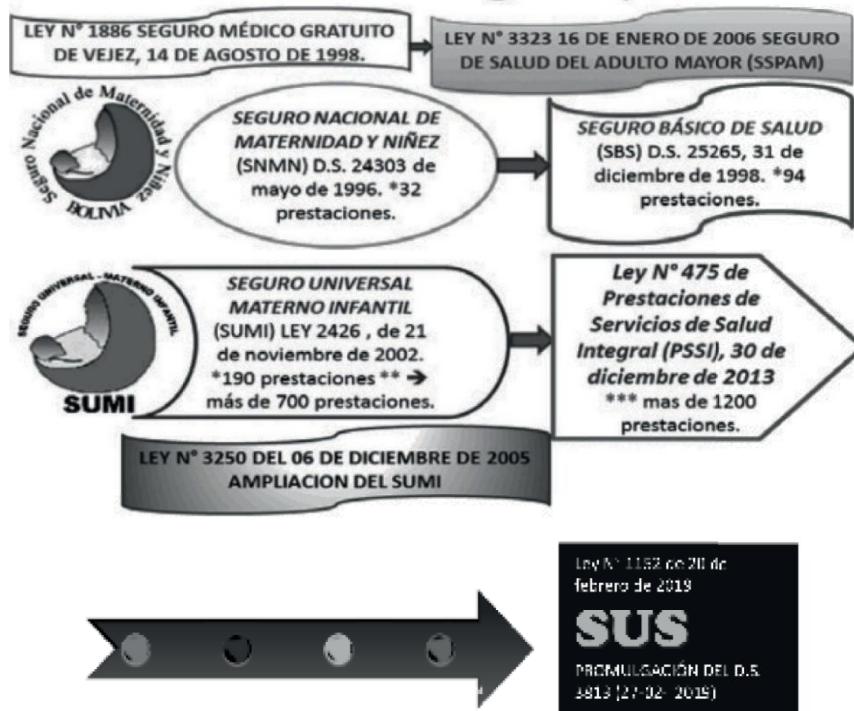 LEY N° 1886 SEGURO MÉDICO GRATUITO
DE VEJEZ, 14 DE AGOSTO DE 1998.
LEY N° 3323 16 DE ENERO DE 2006 SEGURO
DE SALUD DEL ADULTO MAYOR (SSPAM)
Seguro Nacional de Maternidad y Niñez
BOLIVIA
SEGURO NACIONAL DE
MATERNIDAD Y NIÑEZ
(SNMN) D.S. 24303 de
mayo de 1996. *32
prestaciones.
SEGURO BÁSICO DE SALUD
(SBS) D.S. 25265, 31 de
diciembre de 1998. *94
prestaciones.
SEGURO UNIVERSAL - MATERNO INFANTIL
SUMI
SEGURO UNIVERSAL
MATERNO INFANTIL
(SUMI) LEY 2426 , de 21
de noviembre de 2002.
*190 prestaciones ** →
más de 700 prestaciones.
Ley N° 475 de
Prestaciones de
Servicios de Salud
Integral (PSSI), 30 de
diciembre de 2013
*** mas de 1200
prestaciones.
LEY N° 3250 DEL 06 DE DICIEMBRE DE 2005
AMPLIACION DEL SUMI
Ley N° 1152 de 20 de
febrero de 2019
SUS
PROMULGACIÓN DEL D.S.
3813 (27-02- 2019)